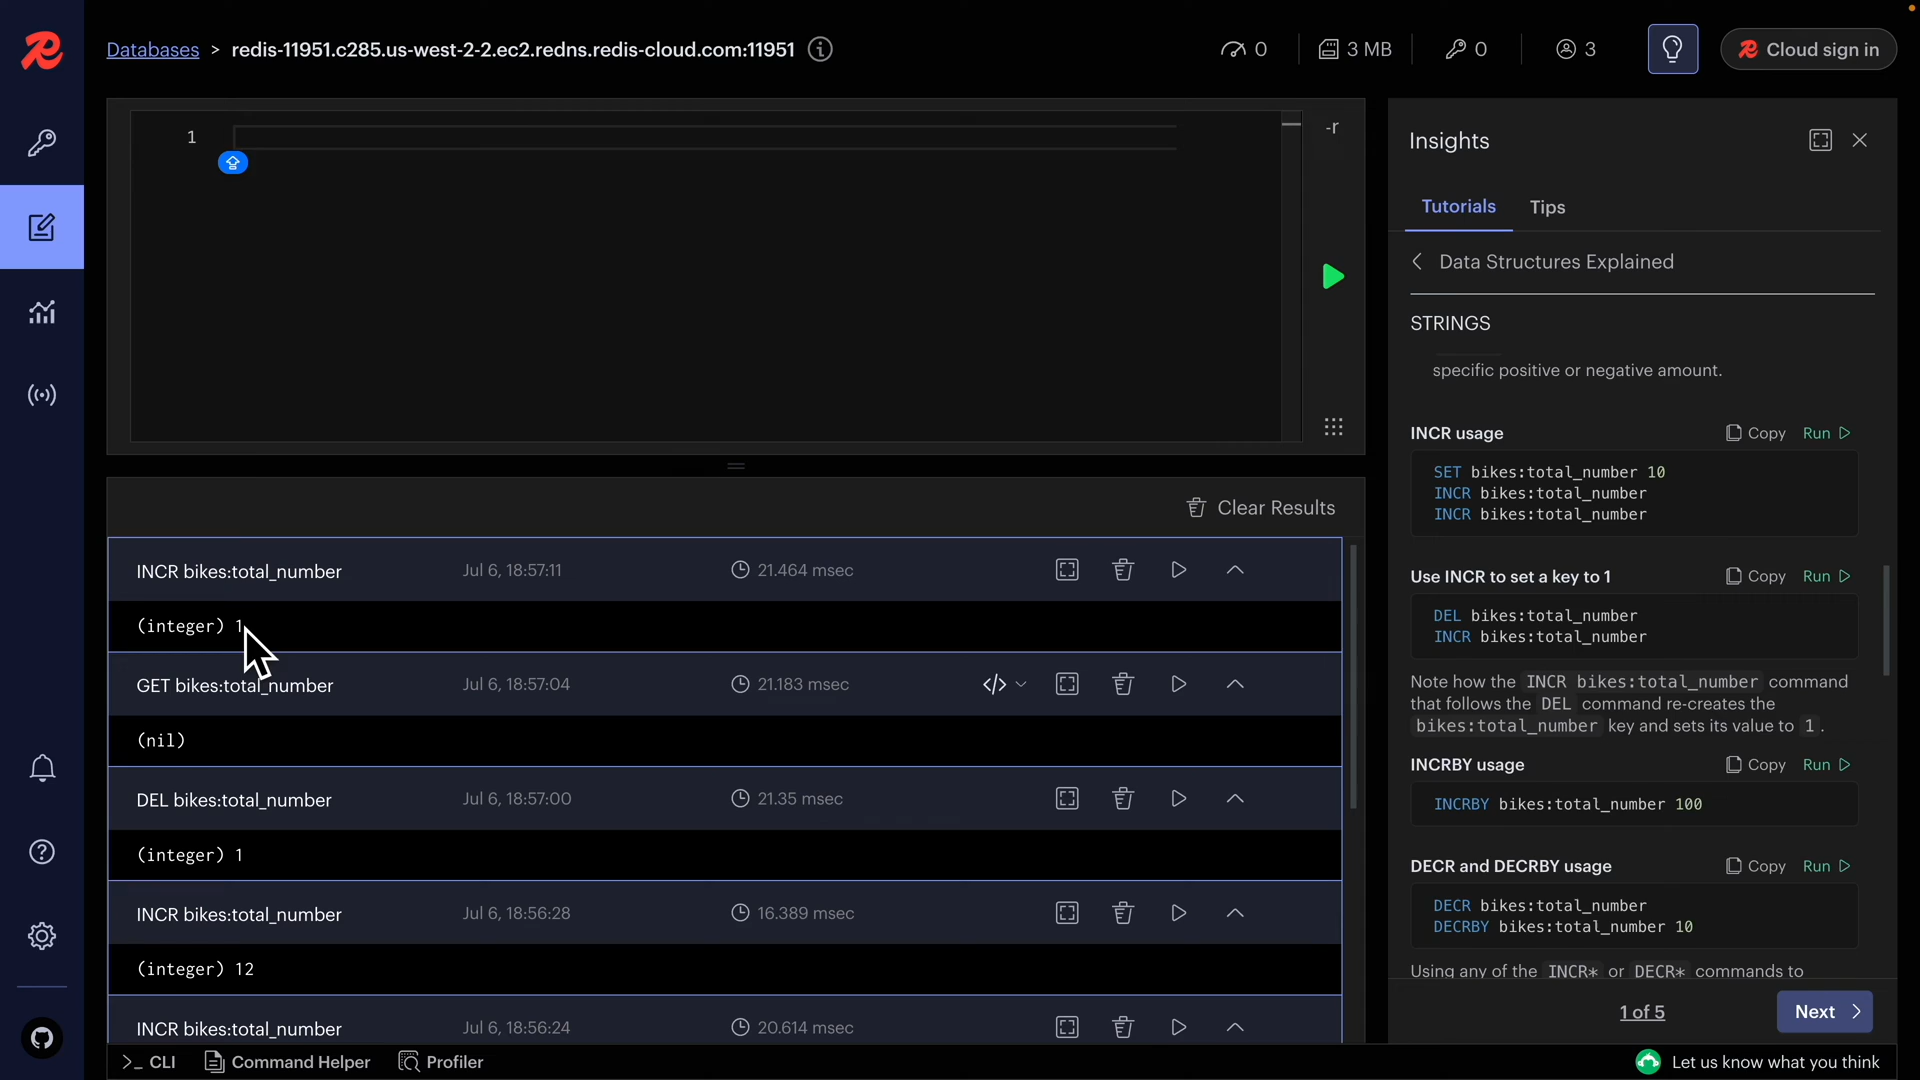 Databases > redis-11951.c285.us-west-2-2.ec2.redns.redis-cloud.com:11951
0
3 MB
0
3
Cloud sign in
1
-r
Clear Results
INCR bikes:total_number Jul 6, 18:57:11 21.464 msec
(integer) 1
GET bikes:total_number Jul 6, 18:57:04 21.183 msec
(nil)
DEL bikes:total_number Jul 6, 18:57:00 21.35 msec
(integer) 1
INCR bikes:total_number Jul 6, 18:56:28 16.389 msec
(integer) 12
INCR bikes:total_number Jul 6, 18:56:24 20.614 msec
Insights
Tutorials Tips
Data Structures Explained
STRINGS
specific positive or negative amount.
INCR usage Copy Run
SET bikes:total_number 10
INCR bikes:total_number
INCR bikes:total_number
Use INCR to set a key to 1 Copy Run
DEL bikes:total_number
INCR bikes:total_number
Note how the INCR bikes:total_number command
that follows the DEL command re-creates the
bikes:total_number key and sets its value to 1.
INCRBY usage Copy Run
INCRBY bikes:total_number 100
DECR and DECRBY usage Copy Run
DECR bikes:total_number
DECRBY bikes:total_number 10
Using any of the INCR* or DECR* commands to
1 of 5
Next
>_ CLI Command Helper Profiler
Let us know what you think